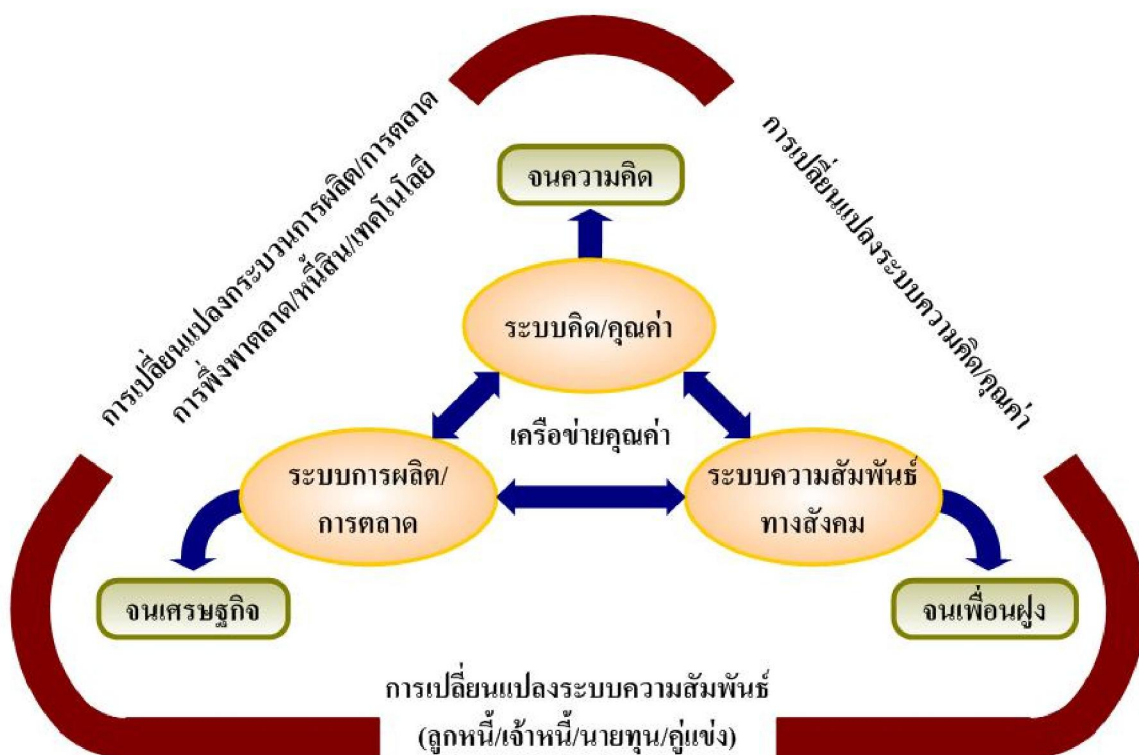 การเปลี่ยนแปลงกระบวนการผลิต/การตลาด
การพึ่งพาตลาด/หนี้สิน/เทคโนโลยี
การเปลี่ยนแปลงระบบความคิด/คุณค่า
จนความคิด
ระบบคิด/คุณค่า
เครือข่ายคุณค่า
ระบบการผลิต/
การตลาด
ระบบความสัมพันธ์
ทางสังคม
จนเศรษฐกิจ
จนเพื่อนฝูง
การเปลี่ยนแปลงระบบความสัมพันธ์
(ลูกหนี้/เจ้าหนี้/นายทุน/คู่แข่ง)